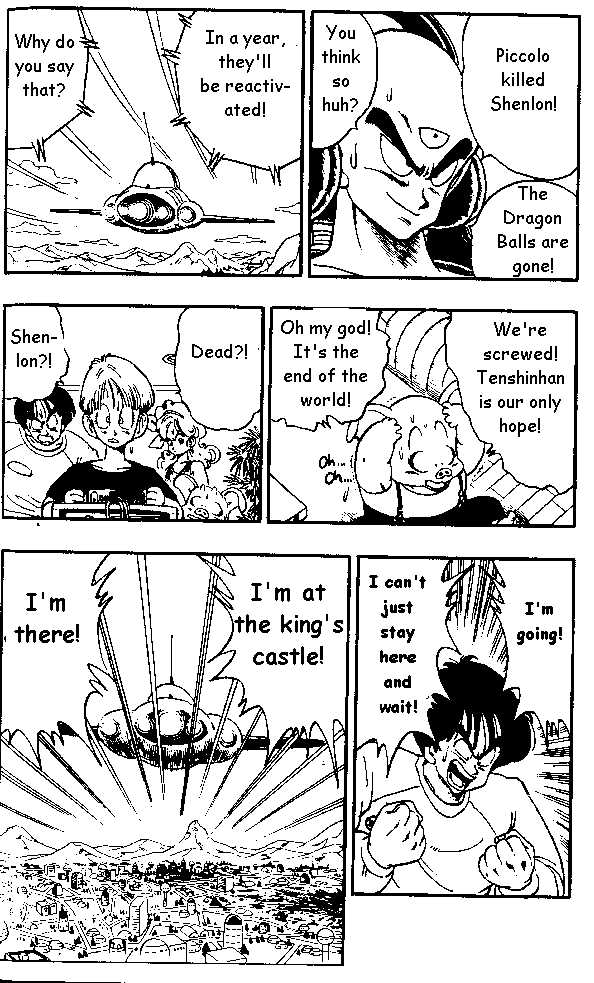 Why do
you say
that?
In a year,
they'll
be reactiv-
ated!
You
think
so
huh?
Piccolo
killed
Shenlon!
The
Dragon
Balls are
gone!
Shen-
lon?!
Dead?!
Oh my god!
It's the
end of the
world!
Oh...
Oh...
We're
screwed!
Tenshinhan
is our only
hope!
I'm
there!
I'm at
the king's
castle!
I can't
just
stay
here
and
wait!
I'm
going!